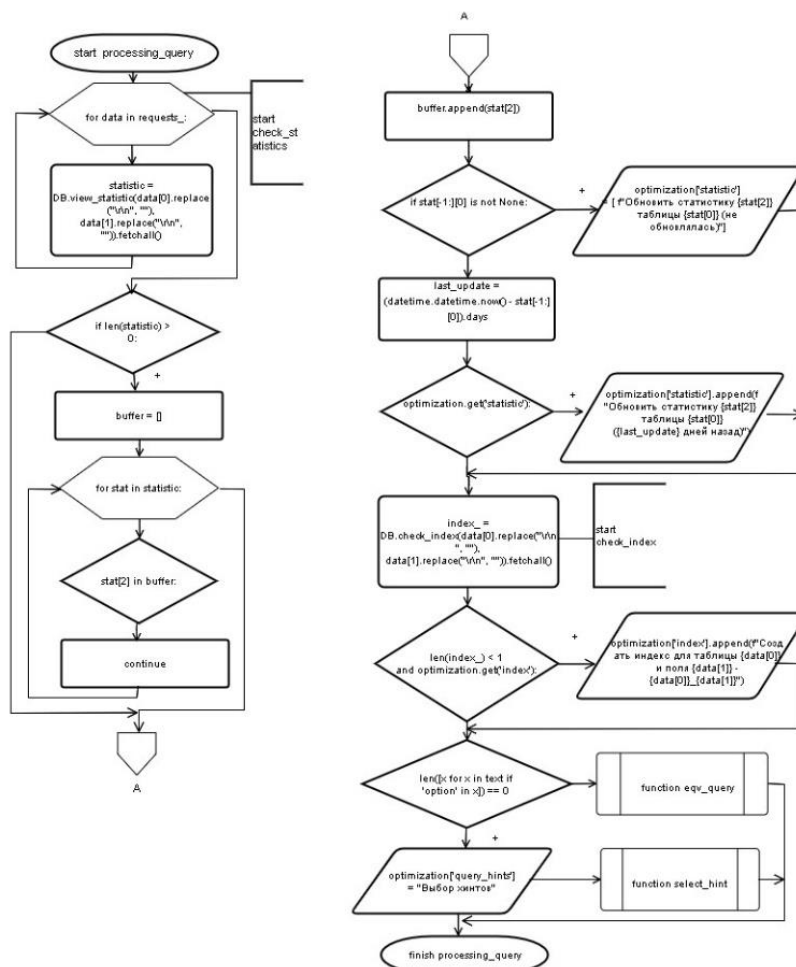 start processing_query
for data in requests_:
start
check_st
atistics
statistic =
DB.view_statistic(data[0].replace
("\r\n", ""),
data[1].replace("\r\n",
"")).fetchall()
if len(statistic) >
0:
+
buffer = []
for stat in statistic:
stat[2] in buffer:
continue
A
A
buffer.append(stat[2])
if stat[-1:][0] is not None:
+
optimization['statistic']
= [ f"Обновить статистику {stat[2]}
таблицы {stat[0]} (не
обновлялась)"]
last_update =
(datetime.datetime.now() - stat[-1:]
[0]).days
optimization.get('statistic'):
+
optimization['statistic'].append(f
"Обновить статистику {stat[2]}
таблицы {stat[0]}
({last_update} дней назад)")
index_ =
DB.check_index(data[0].replace("\r\n
", ""),
data[1].replace("\r\n", "")).fetchall()
start
check_index
len(index_) < 1
and optimization.get('index'):
+
optimization['index'].append(f"Созд
ать индекс для таблицы {data[0]}
и поля {data[1]} -
{data[0]}_{data[1]}")
len([x for x in text if
'option' in x]) == 0
function eqv_query
+
optimization['query_hints']
= "Выбор хинтов"
function select_hint
finish processing_query